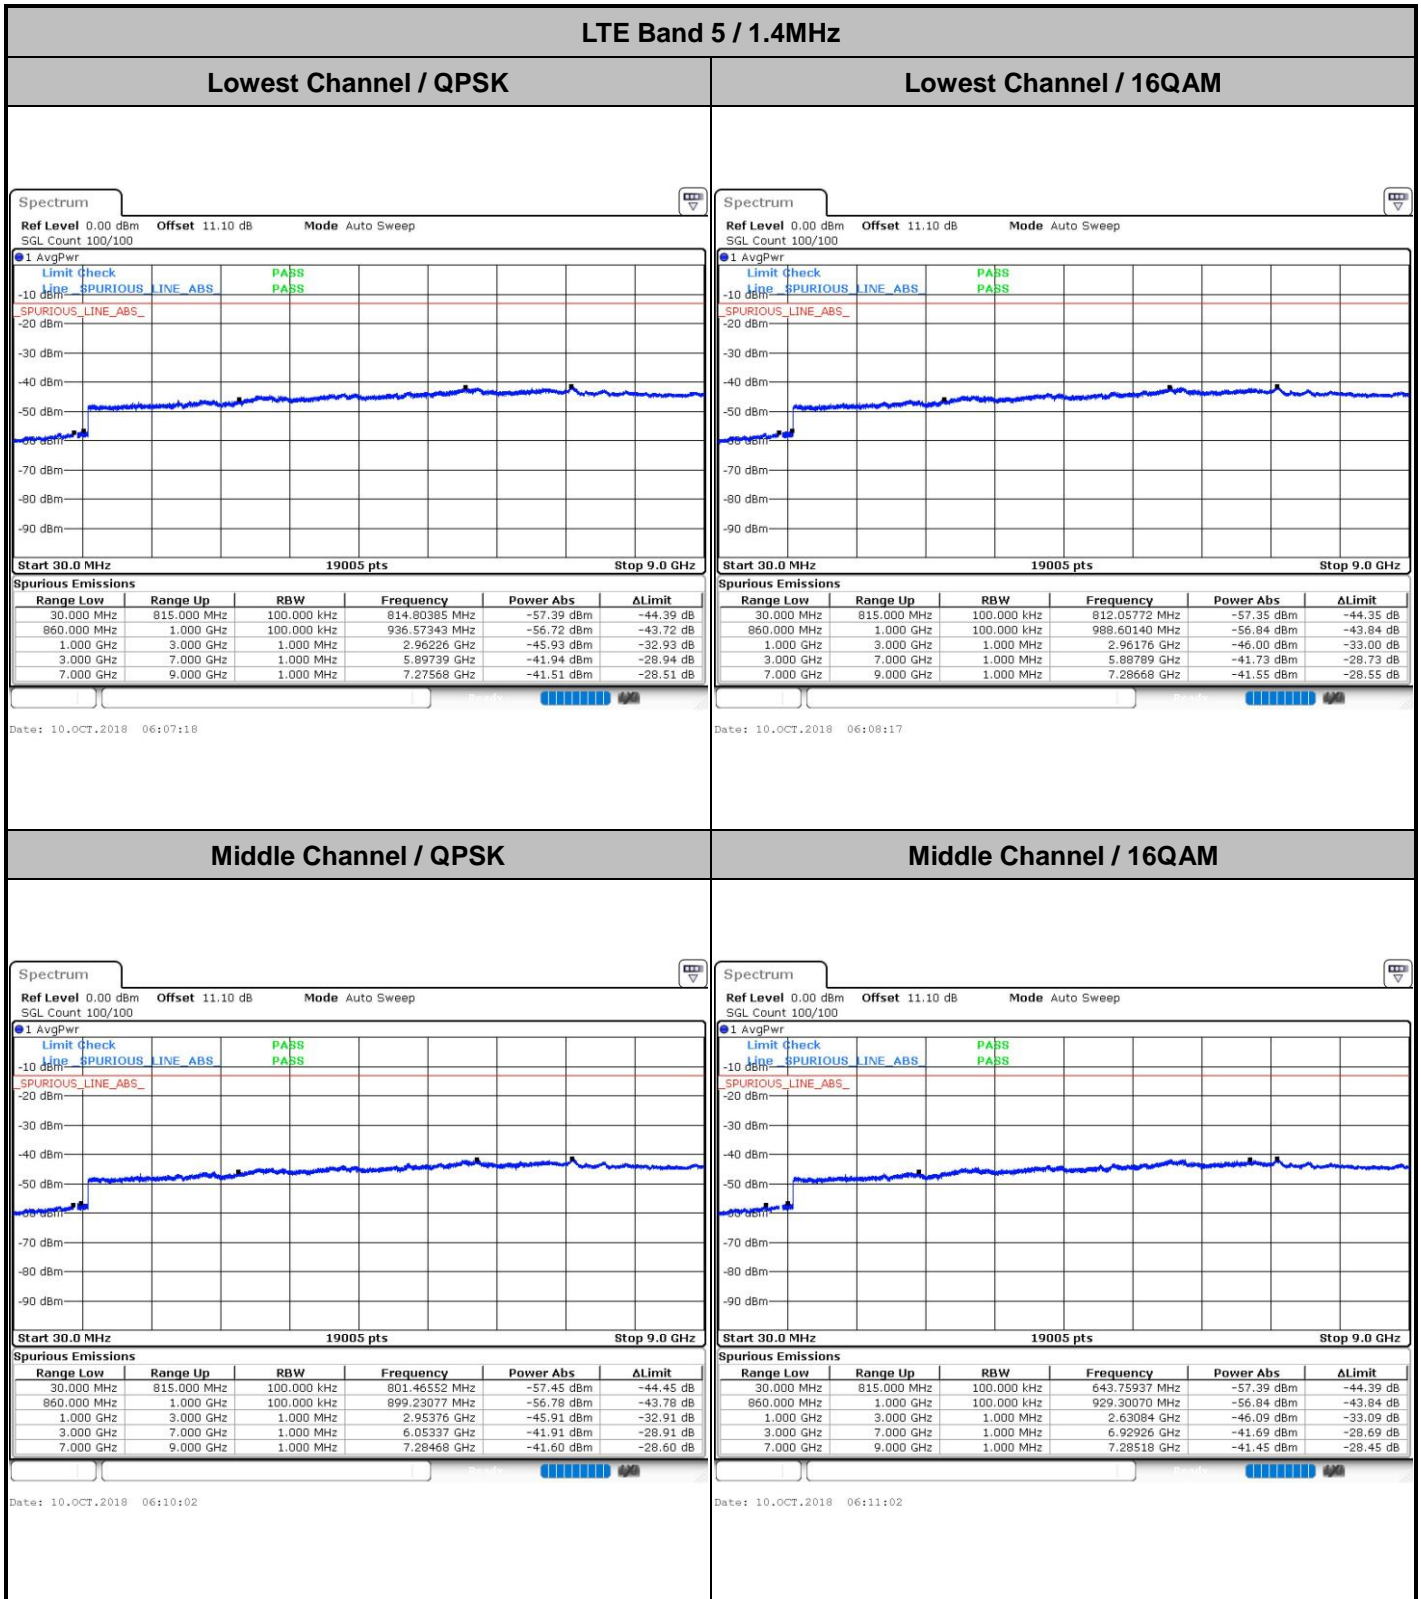 LTE Band 5 / 1.4MHz
Lowest Channel / QPSK
Lowest Channel / 16QAM
Spectrum
Ref Level 0.00 dBm Offset 11.10 dB Mode Auto Sweep
SGL Count 100/100
1 AvgPwr
Limit Check PASS
Line _SPURIOUS_LINE_ABS_ PASS
-10 dBm
_SPURIOUS_LINE_ABS_
-20 dBm
-30 dBm
-40 dBm
-50 dBm
-60 dBm
-70 dBm
-80 dBm
-90 dBm
Start 30.0 MHz 19005 pts Stop 9.0 GHz
Spurious Emissions
Range Low Range Up RBW Frequency Power Abs ΔLimit
30.000 MHz 815.000 MHz 100.000 kHz 814.80385 MHz -57.39 dBm -44.39 dB
860.000 MHz 1.000 GHz 100.000 kHz 936.57343 MHz -56.72 dBm -43.72 dB
1.000 GHz 3.000 GHz 1.000 MHz 2.96226 GHz -45.93 dBm -32.93 dB
3.000 GHz 7.000 GHz 1.000 MHz 5.89739 GHz -41.94 dBm -28.94 dB
7.000 GHz 9.000 GHz 1.000 MHz 7.27568 GHz -41.51 dBm -28.51 dB
Date: 10.OCT.2018 06:07:18
Spectrum
Ref Level 0.00 dBm Offset 11.10 dB Mode Auto Sweep
SGL Count 100/100
1 AvgPwr
Limit Check PASS
Line _SPURIOUS_LINE_ABS_ PASS
-10 dBm
_SPURIOUS_LINE_ABS_
-20 dBm
-30 dBm
-40 dBm
-50 dBm
-60 dBm
-70 dBm
-80 dBm
-90 dBm
Start 30.0 MHz 19005 pts Stop 9.0 GHz
Spurious Emissions
Range Low Range Up RBW Frequency Power Abs ΔLimit
30.000 MHz 815.000 MHz 100.000 kHz 812.05772 MHz -57.35 dBm -44.35 dB
860.000 MHz 1.000 GHz 100.000 kHz 988.60140 MHz -56.84 dBm -43.84 dB
1.000 GHz 3.000 GHz 1.000 MHz 2.96176 GHz -46.00 dBm -33.00 dB
3.000 GHz 7.000 GHz 1.000 MHz 5.88789 GHz -41.73 dBm -28.73 dB
7.000 GHz 9.000 GHz 1.000 MHz 7.28668 GHz -41.55 dBm -28.55 dB
Date: 10.OCT.2018 06:08:17
Middle Channel / QPSK
Middle Channel / 16QAM
Spectrum
Ref Level 0.00 dBm Offset 11.10 dB Mode Auto Sweep
SGL Count 100/100
1 AvgPwr
Limit Check PASS
Line _SPURIOUS_LINE_ABS_ PASS
-10 dBm
_SPURIOUS_LINE_ABS_
-20 dBm
-30 dBm
-40 dBm
-50 dBm
-60 dBm
-70 dBm
-80 dBm
-90 dBm
Start 30.0 MHz 19005 pts Stop 9.0 GHz
Spurious Emissions
Range Low Range Up RBW Frequency Power Abs ΔLimit
30.000 MHz 815.000 MHz 100.000 kHz 801.46552 MHz -57.45 dBm -44.45 dB
860.000 MHz 1.000 GHz 100.000 kHz 899.23077 MHz -56.78 dBm -43.78 dB
1.000 GHz 3.000 GHz 1.000 MHz 2.95376 GHz -45.91 dBm -32.91 dB
3.000 GHz 7.000 GHz 1.000 MHz 6.05337 GHz -41.91 dBm -28.91 dB
7.000 GHz 9.000 GHz 1.000 MHz 7.28468 GHz -41.60 dBm -28.60 dB
Date: 10.OCT.2018 06:10:02
Spectrum
Ref Level 0.00 dBm Offset 11.10 dB Mode Auto Sweep
SGL Count 100/100
1 AvgPwr
Limit Check PASS
Line _SPURIOUS_LINE_ABS_ PASS
-10 dBm
_SPURIOUS_LINE_ABS_
-20 dBm
-30 dBm
-40 dBm
-50 dBm
-60 dBm
-70 dBm
-80 dBm
-90 dBm
Start 30.0 MHz 19005 pts Stop 9.0 GHz
Spurious Emissions
Range Low Range Up RBW Frequency Power Abs ΔLimit
30.000 MHz 815.000 MHz 100.000 kHz 643.75937 MHz -57.39 dBm -44.39 dB
860.000 MHz 1.000 GHz 100.000 kHz 929.30070 MHz -56.84 dBm -43.84 dB
1.000 GHz 3.000 GHz 1.000 MHz 2.63084 GHz -46.09 dBm -33.09 dB
3.000 GHz 7.000 GHz 1.000 MHz 6.92926 GHz -41.69 dBm -28.69 dB
7.000 GHz 9.000 GHz 1.000 MHz 7.28518 GHz -41.45 dBm -28.45 dB
Date: 10.OCT.2018 06:11:02